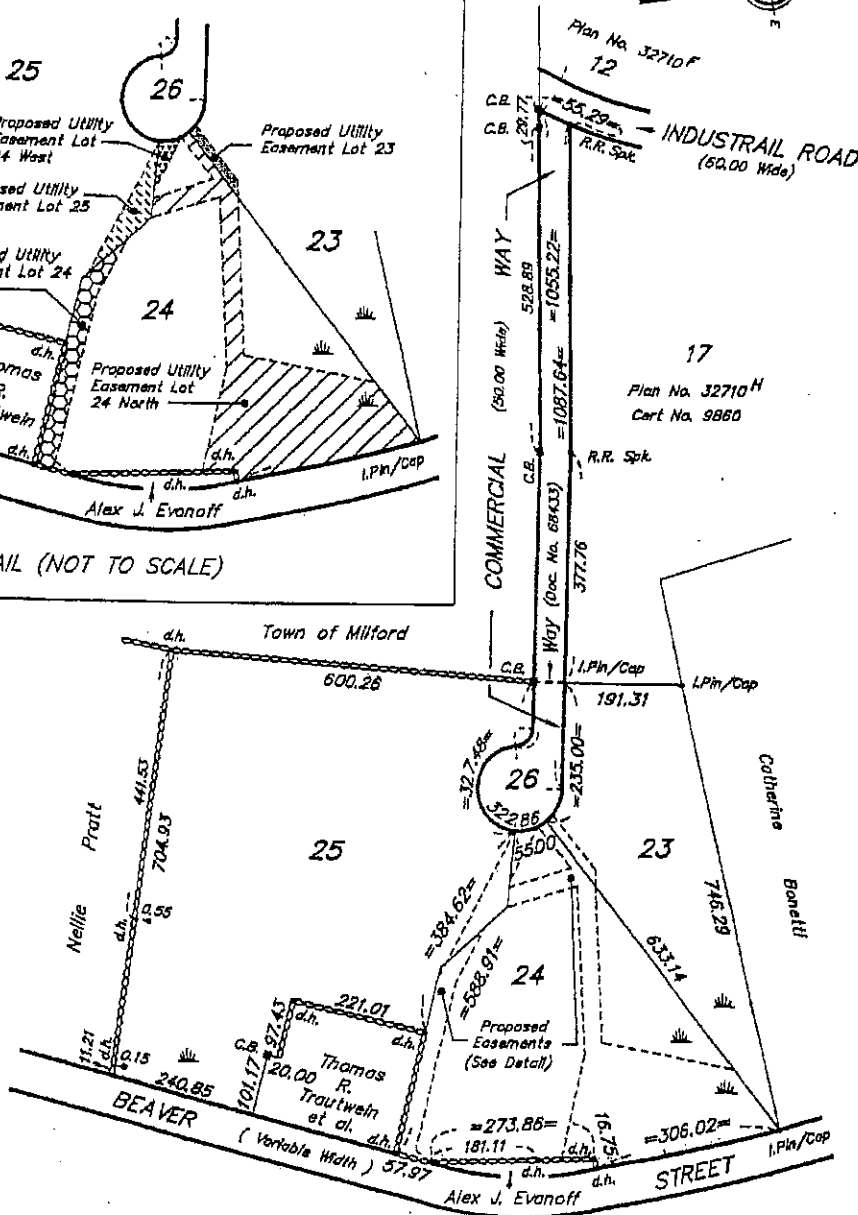 25
26
Proposed Utility
Easement Lot
24 West
Proposed Utility
Easement Lot 23
Utility
Lot 25
Utility
Lot 24
23
24
d.h.
R.
d.h.
Proposed Utility
Easement Lot
24 North
d.h.
d.h.
d.h.
I.Pin/Cap
Alex J. Evanoff
(NOT TO SCALE)
E
Plan No. 32710F
12
C.B.
29.77
=55.29=
C.B.
INDUSTRAIL ROAD
(60.00 Wide)
R.R. Spk.
COMMERCIAL (50.00 Wide) WAY
528.89
=1055.22=
=1087.64=
17
Plan No. 32710H
Cert No. 9860
C.B.
R.R. Spk.
Way (Doc. No. 68433)
377.76
Town of Milford
d.h.
600.26
C.B.
I.Pin/Cap
191.31
I.Pin/Cap
441.53
704.93
Nellie Pratt
d.h.
0.55
=327.48=
26
=235.00=
322.86
55.00
25
23
Catherine Bonetti
746.29
633.14
=384.62=
=588.91=
24
Proposed
Easements
(See Detail)
221.01
d.h.
d.h.
97.43
C.B.
20.00
101.17
Thomas
R.
Trautwein
et al.
d.h.
11.21
d.h.
0.15
240.85
BEAVER
(Variable Width)
57.97
=273.86=
181.11
16.75
=306.02=
d.h.
d.h.
d.h.
I.Pin/Cap
STREET
Alex J. Evanoff